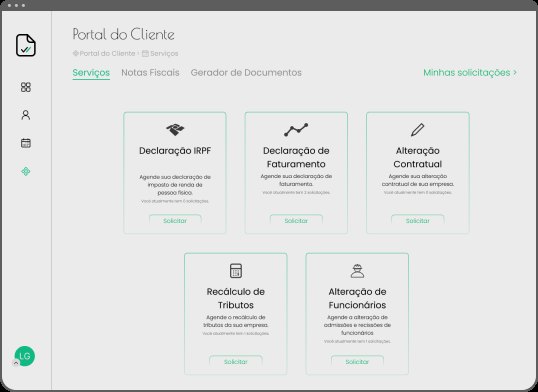 Portal do Cliente
Portal do Cliente > Serviços
Serviços
Notas Fiscais
Gerador de Documentos
Minhas solicitações >
Declaração IRPF
Agende sua declaração de
imposto de renda de
pessoa física.
Você atualmente tem 0 solicitações.
Solicitar
Declaração de
Faturamento
Agende sua declaração de
faturamento.
Você atualmente tem 2 solicitações.
Solicitar
Alteração
Contratual
Agende sua alteração
contratual de sua empresa.
Você atualmente tem 0 solicitações.
Solicitar
Recálculo de
Tributos
Agende o recálculo de
tributos da sua empresa.
Você atualmente tem 1 solicitações.
Solicitar
Alteração de
Funcionários
Agende a alteração de
admissões e recissões de
funcionários
Você atualmente tem 1 solicitações.
Solicitar
LG